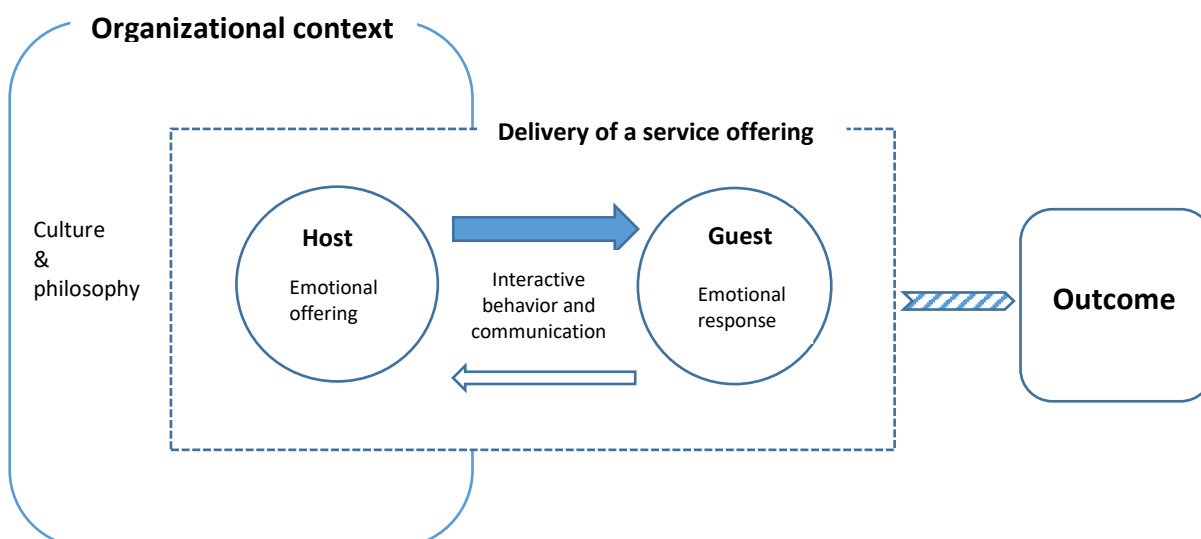 Organizational context
Delivery of a service offering
Culture
&
philosophy
Host
Emotional
offering
Interactive
behavior and
communication
Guest
Emotional
response
Outcome